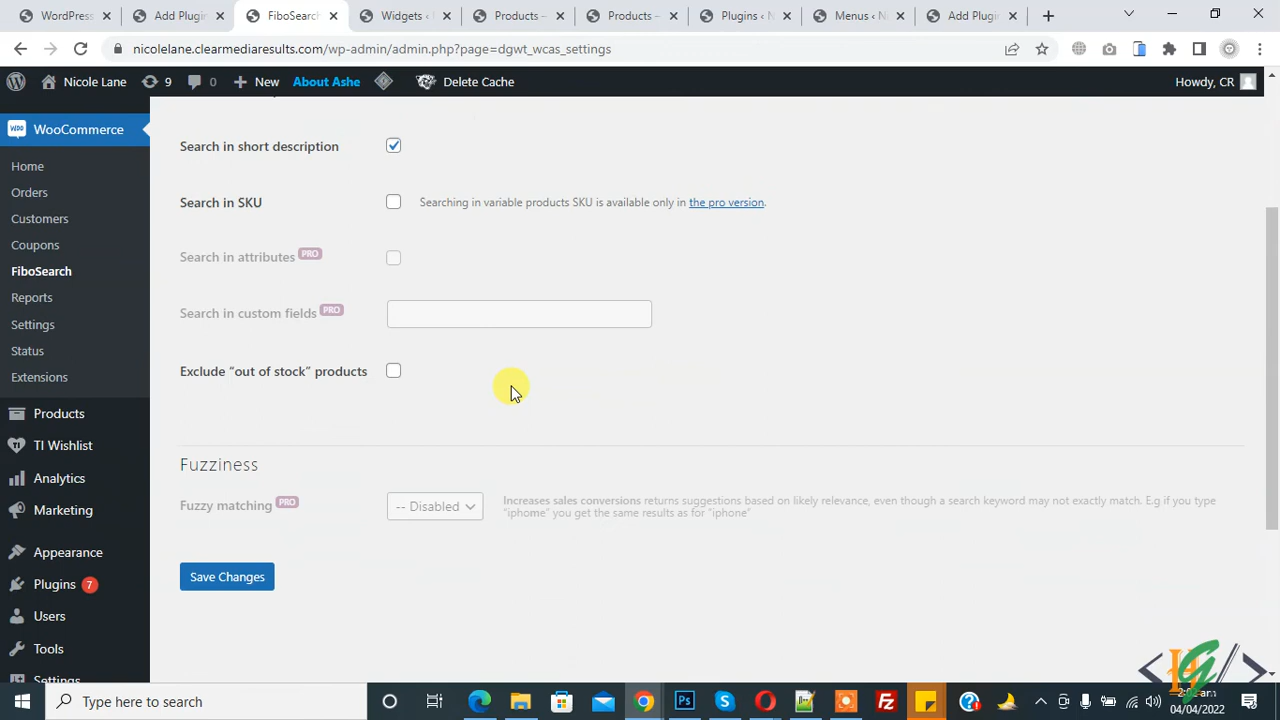 WordPress
Add Plugin
FiboSearch
Widgets ‹
Products –
Products –
Plugins ‹ N
Menus ‹ N
Add Plugin
nicolelane.clearmediaresults.com/wp-admin/admin.php?page=dgwt_wcas_settings
Nicole Lane
9
0
New
About Ashe
Delete Cache
Howdy, CR
WooCommerce
Home
Orders
Customers
Coupons
FiboSearch
Reports
Settings
Status
Extensions
Products
TI Wishlist
Analytics
Marketing
Appearance
Plugins 7
Users
Tools
Settings
Search in short description
Search in SKU
Searching in variable products SKU is available only in the pro version.
Search in attributes PRO
Search in custom fields PRO
Exclude “out of stock” products
Fuzziness
Fuzzy matching PRO
-- Disabled
Increases sales conversions returns suggestions based on likely relevance, even though a search keyword may not exactly match. E.g if you type
“iphome” you get the same results as for “iphone”
Save Changes
Type here to search
04/04/2022